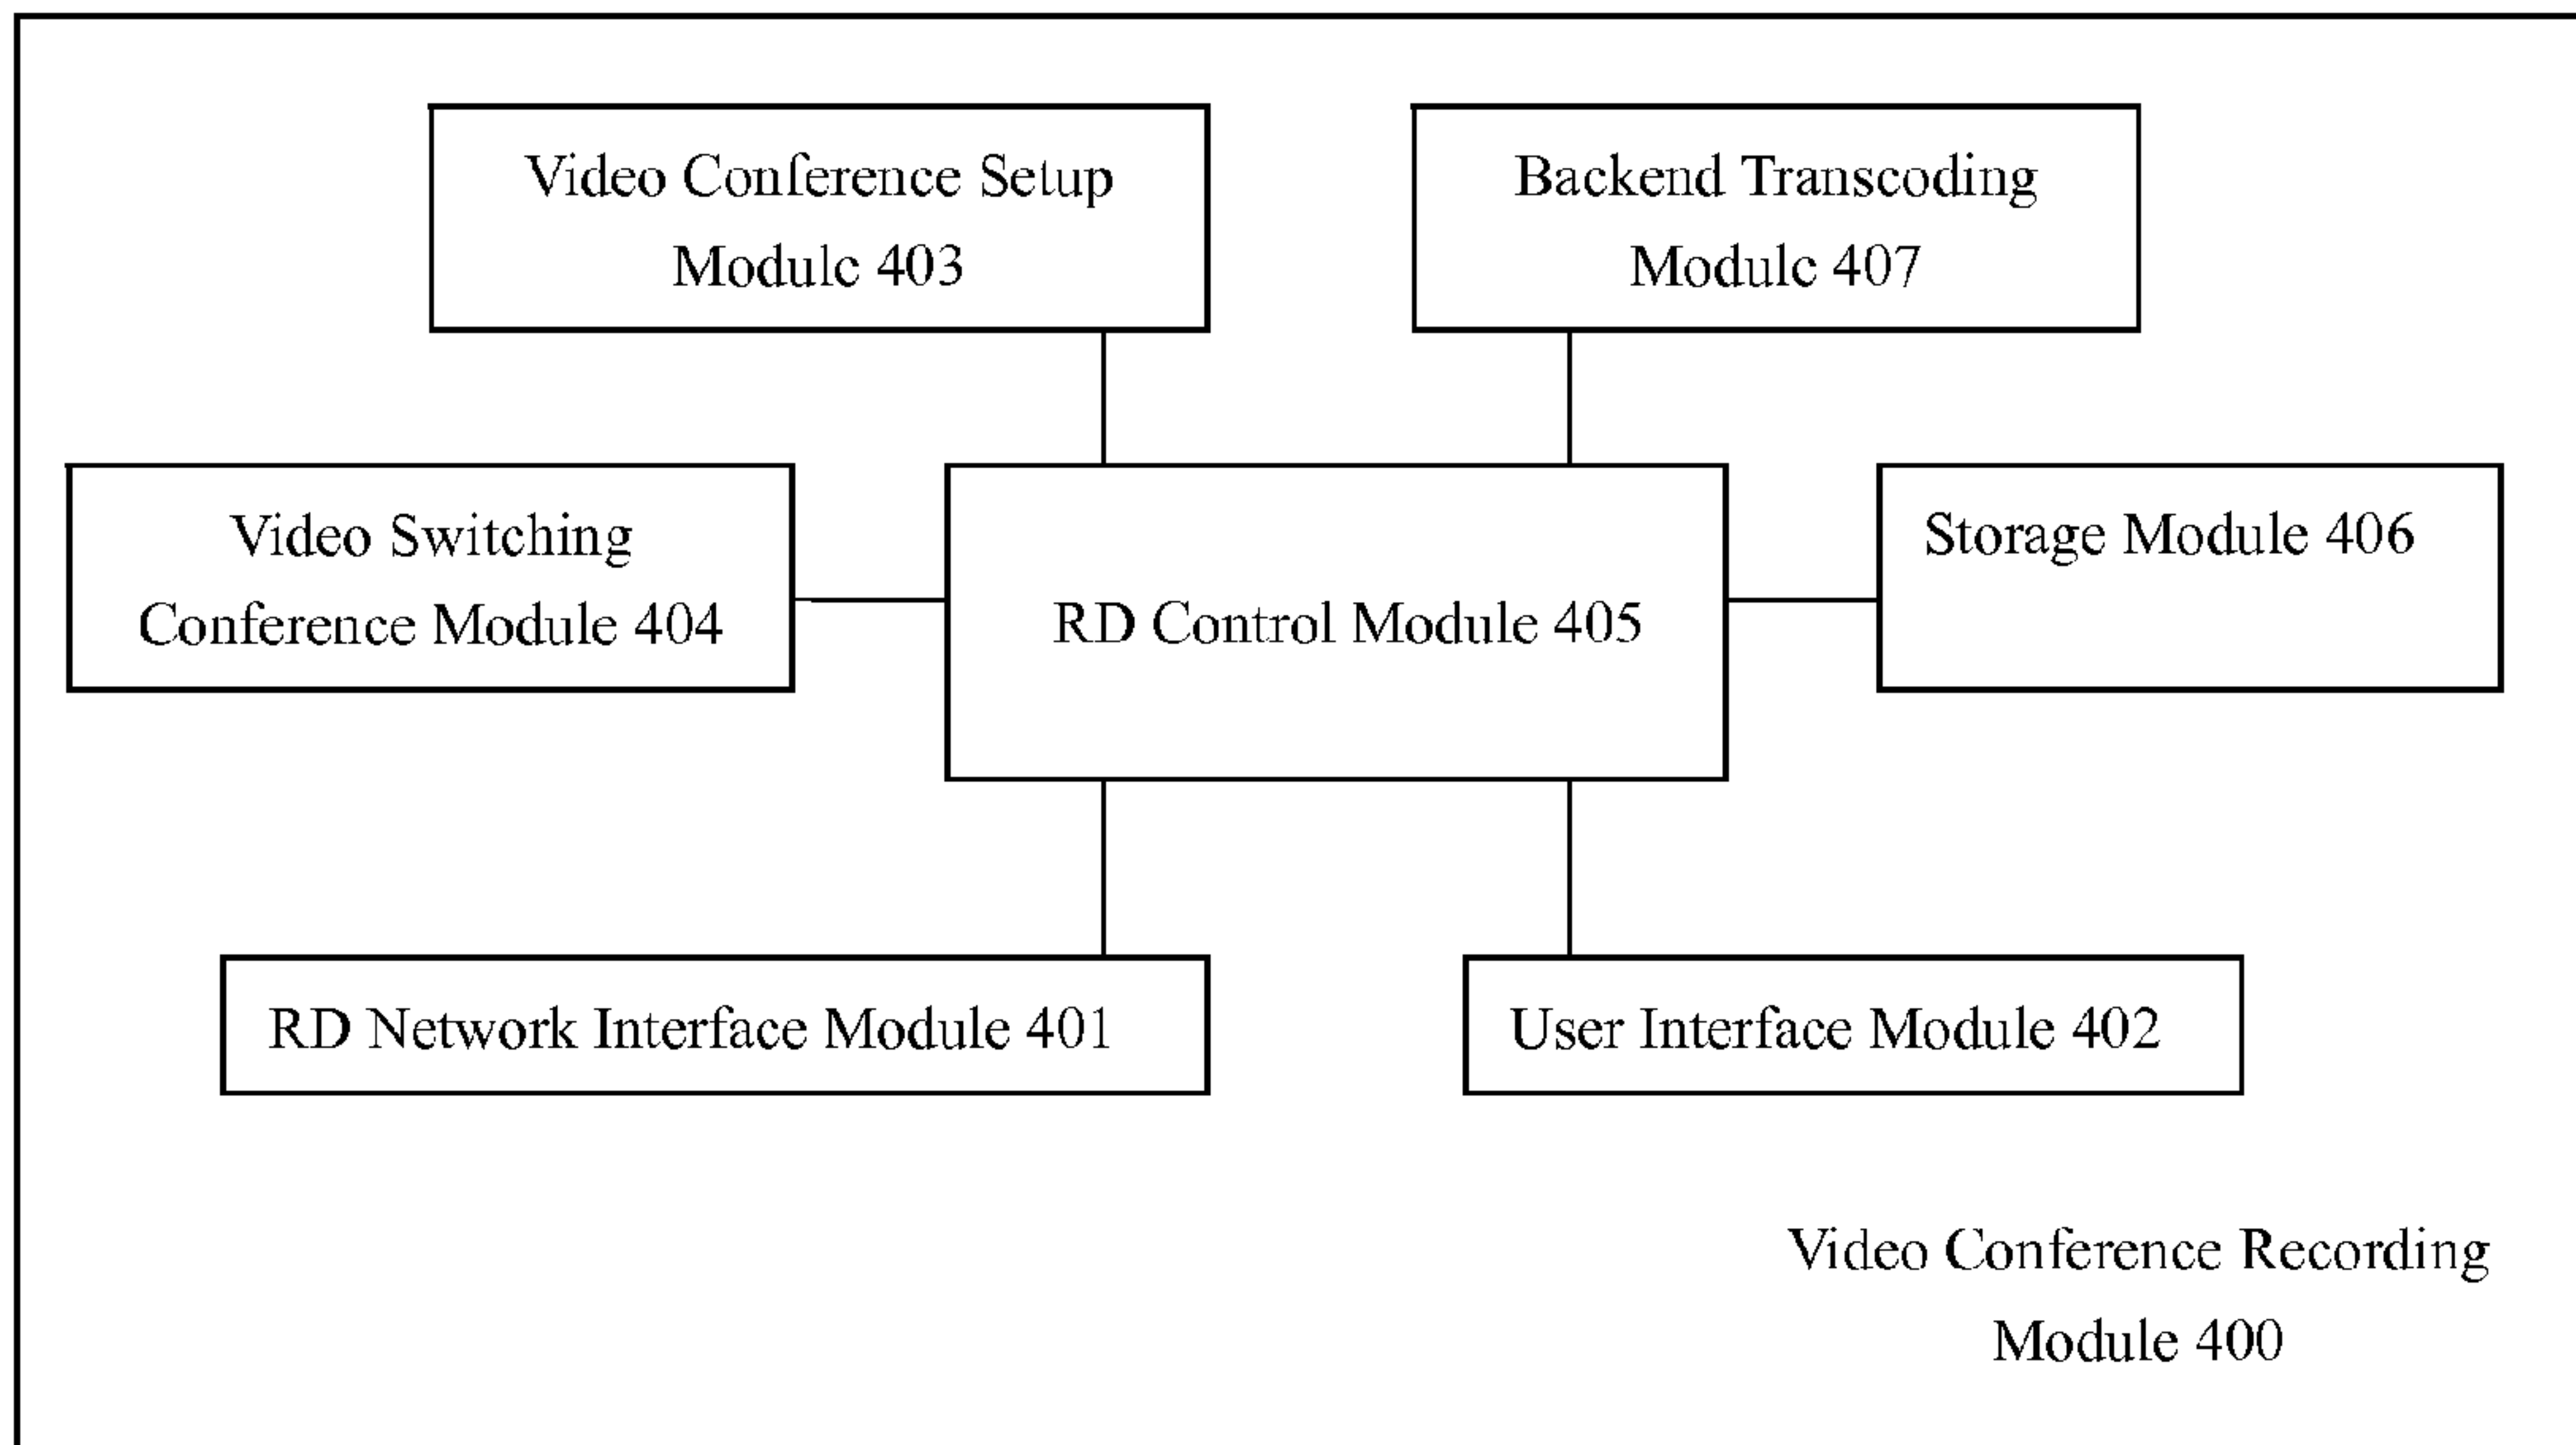 Video Conference Setup
Module 403
Backend Transcoding
Module 407
Video Switching
Conference Module 404
RD Control Module 405
Storage Module 406
RD Network Interface Module 401
User Interface Module 402
Video Conference Recording
Module 400